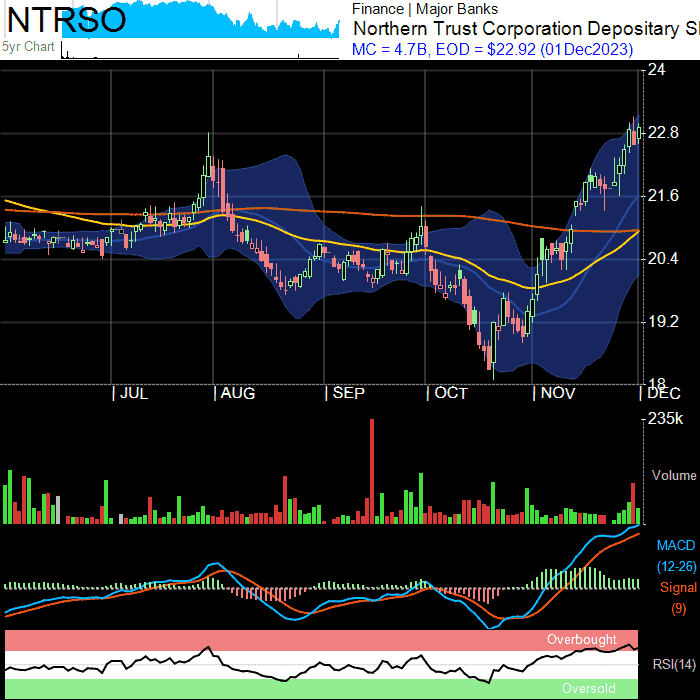 NTRSO
5yr Chart
Finance | Major Banks
Northern Trust Corporation Depositary S
MC = 4.7B, EOD = $22.92 (01Dec2023)
24
22.8
21.6
20.4
19.2
18
JUL AUG SEP OCT NOV DEC
235k
Volume
MACD
(12-26)
Signal
(9)
Overbought
RSI(14)
Oversold